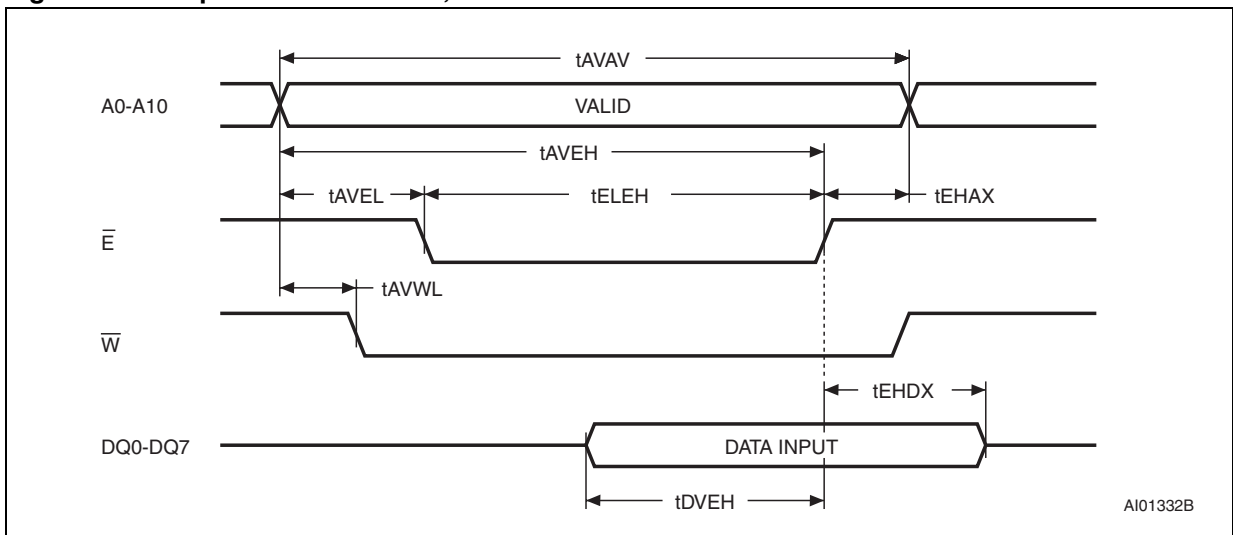 tAVAV
A0-A10
VALID
tAVEH
tAVEL
tELEH
tEHAX
E̅
tAVWL
W̅
tEHDX
DQ0-DQ7
DATA INPUT
tDVEH
AI01332B